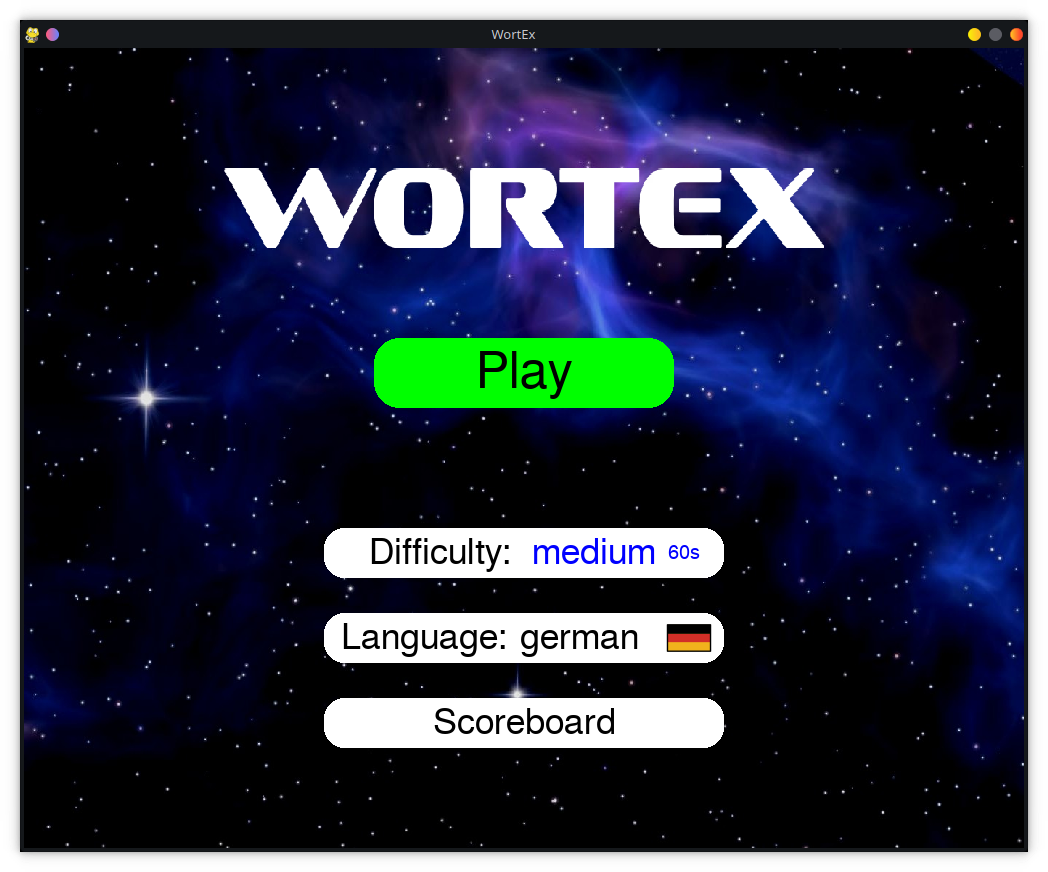 WortEx
WORTEX
Play
Difficulty: medium 60s
Language: german
Scoreboard